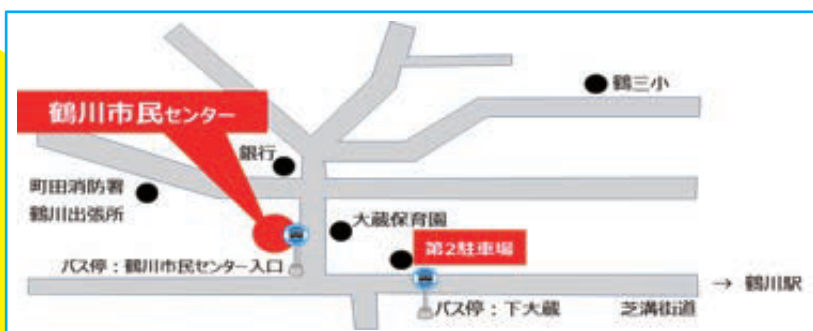 鶴三小
鶴川市民センター
銀行
町田消防署
鶴川出張所
大蔵保育園
第2駐車場
バス停：鶴川市民センター入口
→ 鶴川駅
バス停：下大蔵
芝溝街道